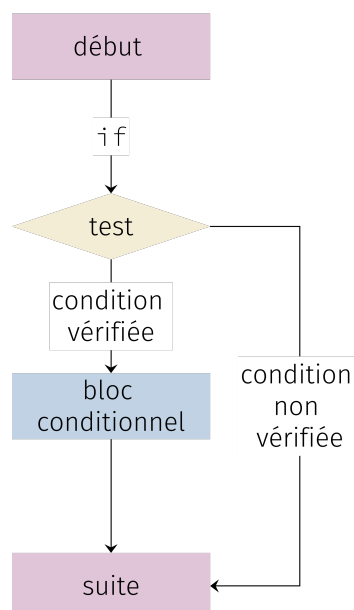 début
if
test
condition
vérifiée
bloc
conditionnel
condition
non
vérifiée
suite